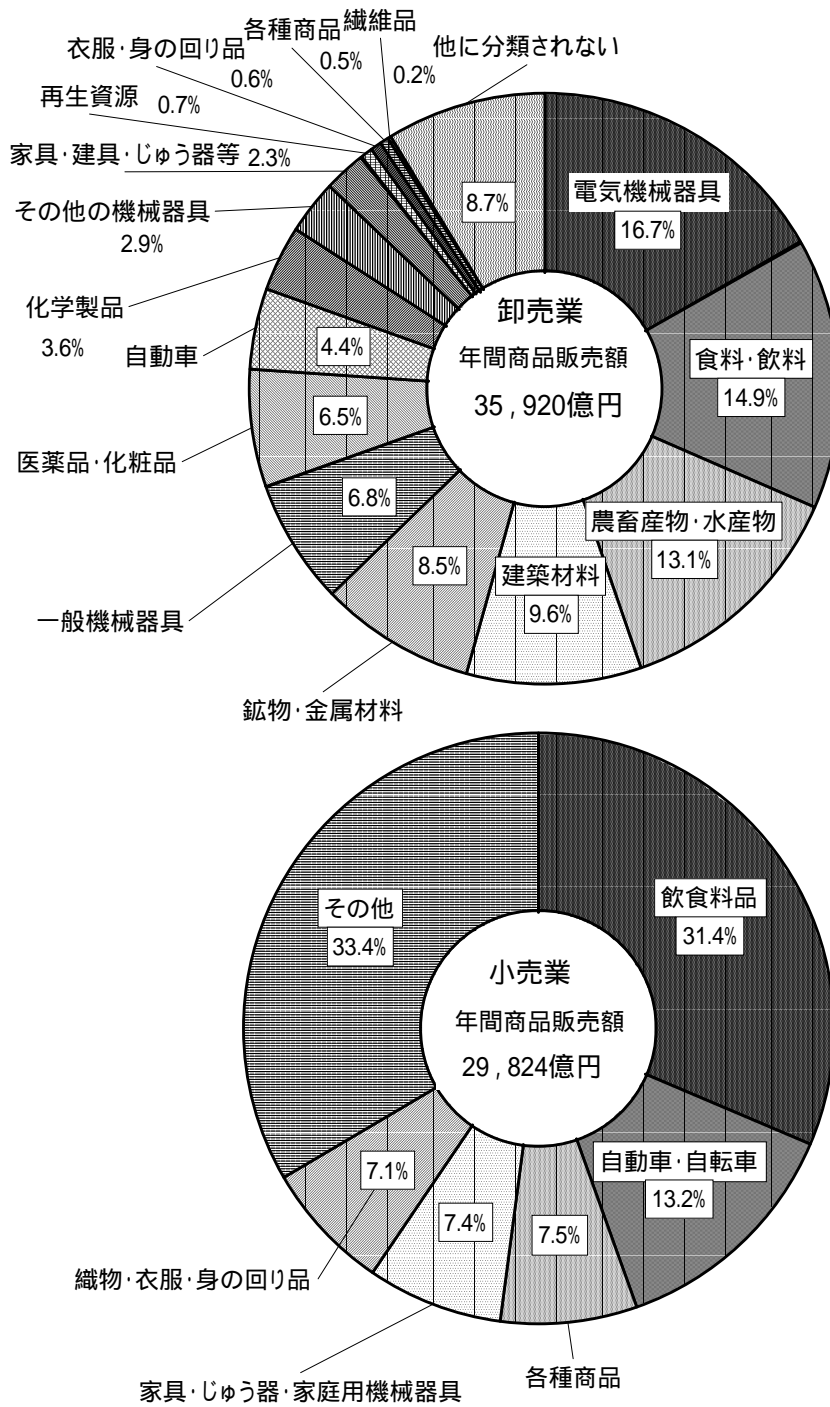 各種商品
0.5%
繊維品
0.2%
他に分類されない
8.7%
衣服・身の回り品
0.6%
再生資源
0.7%
家具・建具・じゅう器等 2.3%
その他の機械器具
2.9%
化学製品
3.6%
自動車
4.4%
医薬品・化粧品
6.5%
一般機械器具
6.8%
鉱物・金属材料
8.5%
電気機械器具
16.7%
食料・飲料
14.9%
農畜産物・水産物
13.1%
建築材料
9.6%
卸売業
年間商品販売額
35,920億円
その他
33.4%
飲食料品
31.4%
小売業
年間商品販売額
29,824億円
自動車・自転車
13.2%
7.1%
7.4%
7.5%
織物・衣服・身の回り品
家具・じゅう器・家庭用機械器具
各種商品